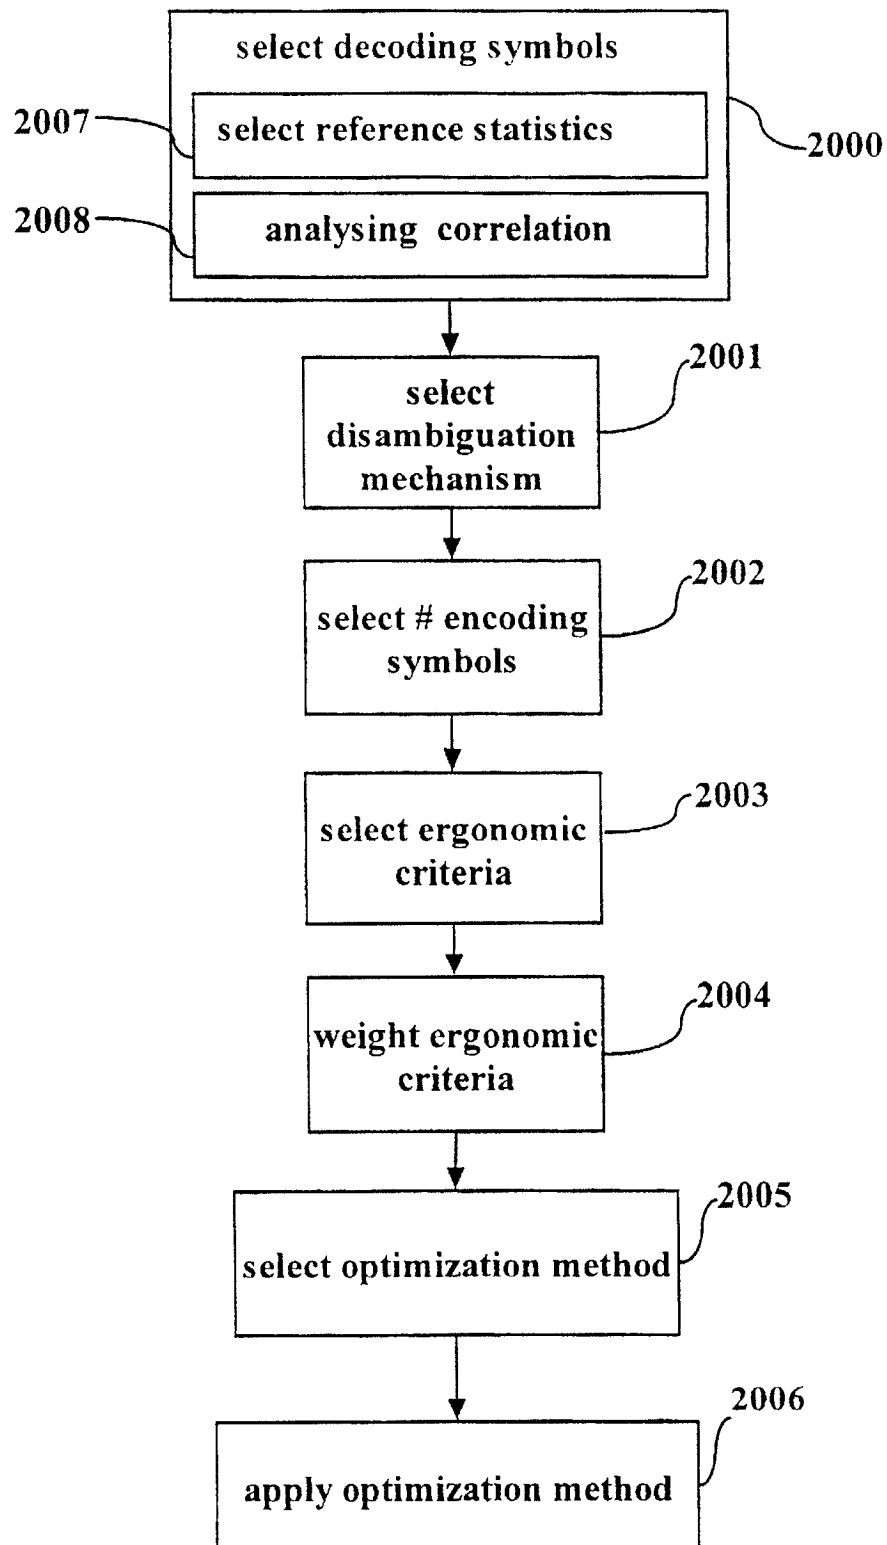 select decoding symbols
2007
select reference statistics
2000
2008
analysing correlation
2001
select
disambiguation
mechanism
2002
select # encoding
symbols
2003
select ergonomic
criteria
2004
weight ergonomic
criteria
2005
select optimization method
2006
apply optimization method